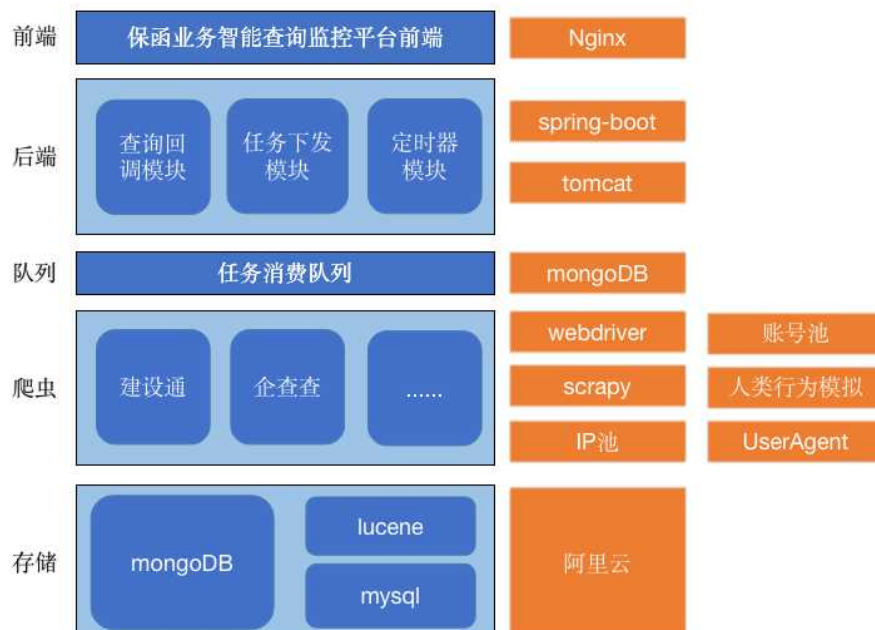 前端
保函业务智能查询监控平台前端
Nginx
后端
查询回
调模块
任务下发
模块
定时器
模块
spring-boot
tomcat
队列
任务消费队列
mongoDB
爬虫
建设通
企查查
......
webdriver
账号池
scrapy
人类行为模拟
IP池
UserAgent
存储
mongoDB
lucene
mysql
阿里云